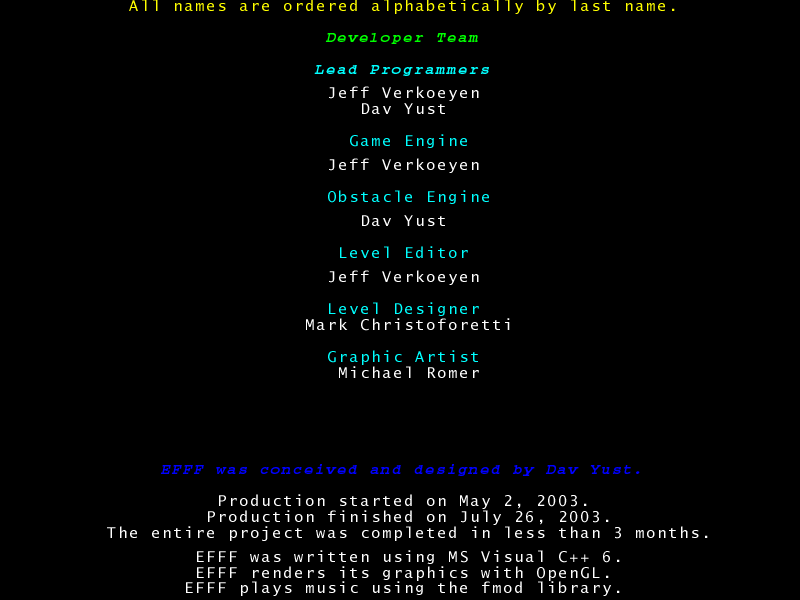 All names are ordered alphabetically by last name.
Developer Team
Lead Programmers
Jeff Verkoeyen
Dav Yust
Game Engine
Jeff Verkoeyen
Obstacle Engine
Dav Yust
Level Editor
Jeff Verkoeyen
Level Designer
Mark Christoforetti
Graphic Artist
Michael Romer
EFFF was conceived and designed by Dav Yust.
Production started on May 2, 2003.
Production finished on July 26, 2003.
The entire project was completed in less than 3 months.
EFFF was written using MS Visual C++ 6.
EFFF renders its graphics with OpenGL.
EFFF plays music using the fmod library.